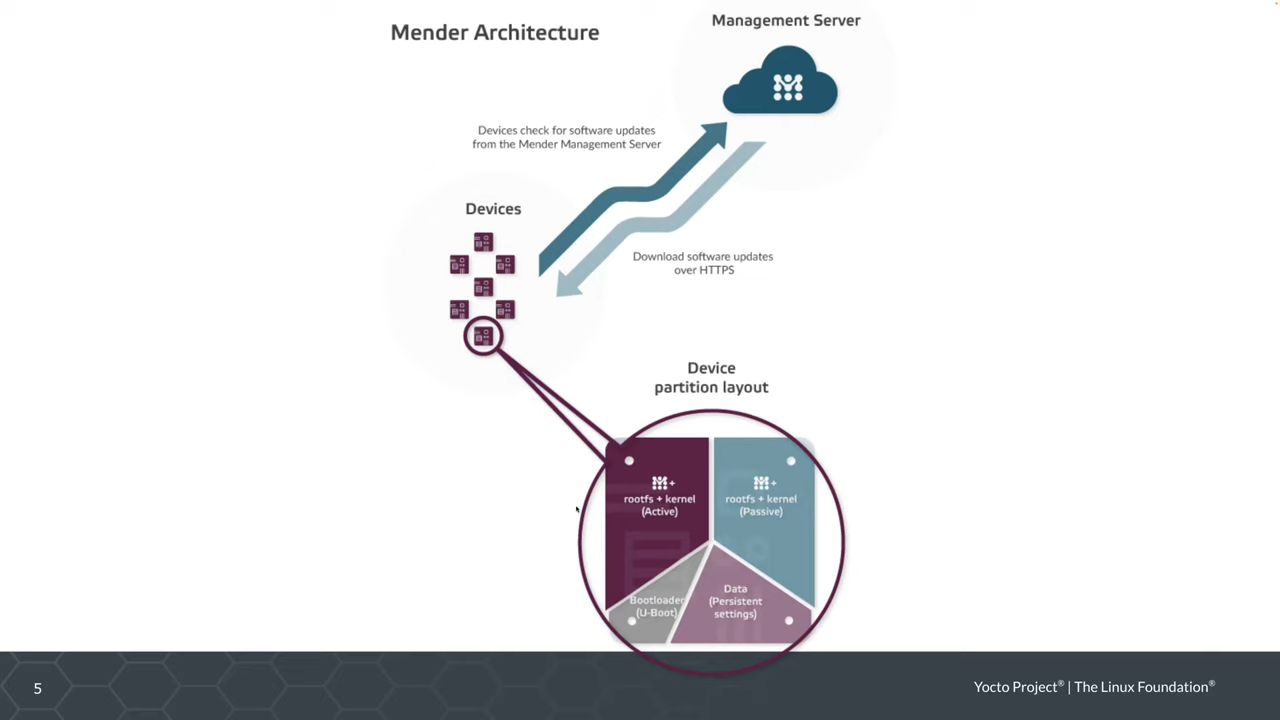 Mender Architecture
Management Server
Devices check for software updates
from the Mender Management Server
Devices
Download software updates
over HTTPS
Device
partition layout
+
rootfs + kernel
(Active)
+
rootfs + kernel
(Passive)
Bootloader
(U-Boot)
Data
(Persistent
settings)
5
Yocto Project® | The Linux Foundation®